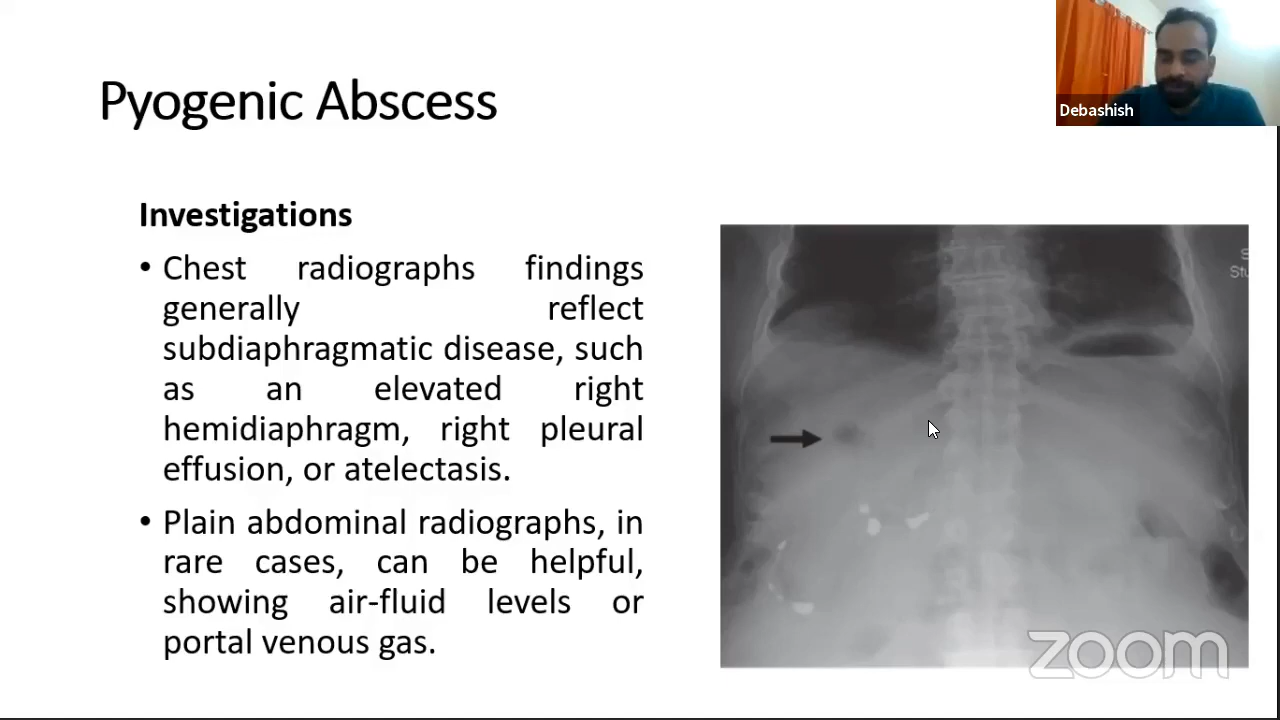 Pyogenic Abscess
Debashish
Investigations
• Chest radiographs findings
generally reflect
subdiaphragmatic disease, such
as an elevated right
hemidiaphragm, right pleural
effusion, or atelectasis.
• Plain abdominal radiographs, in
rare cases, can be helpful,
showing air-fluid levels or
portal venous gas.
S
Stu
zoom